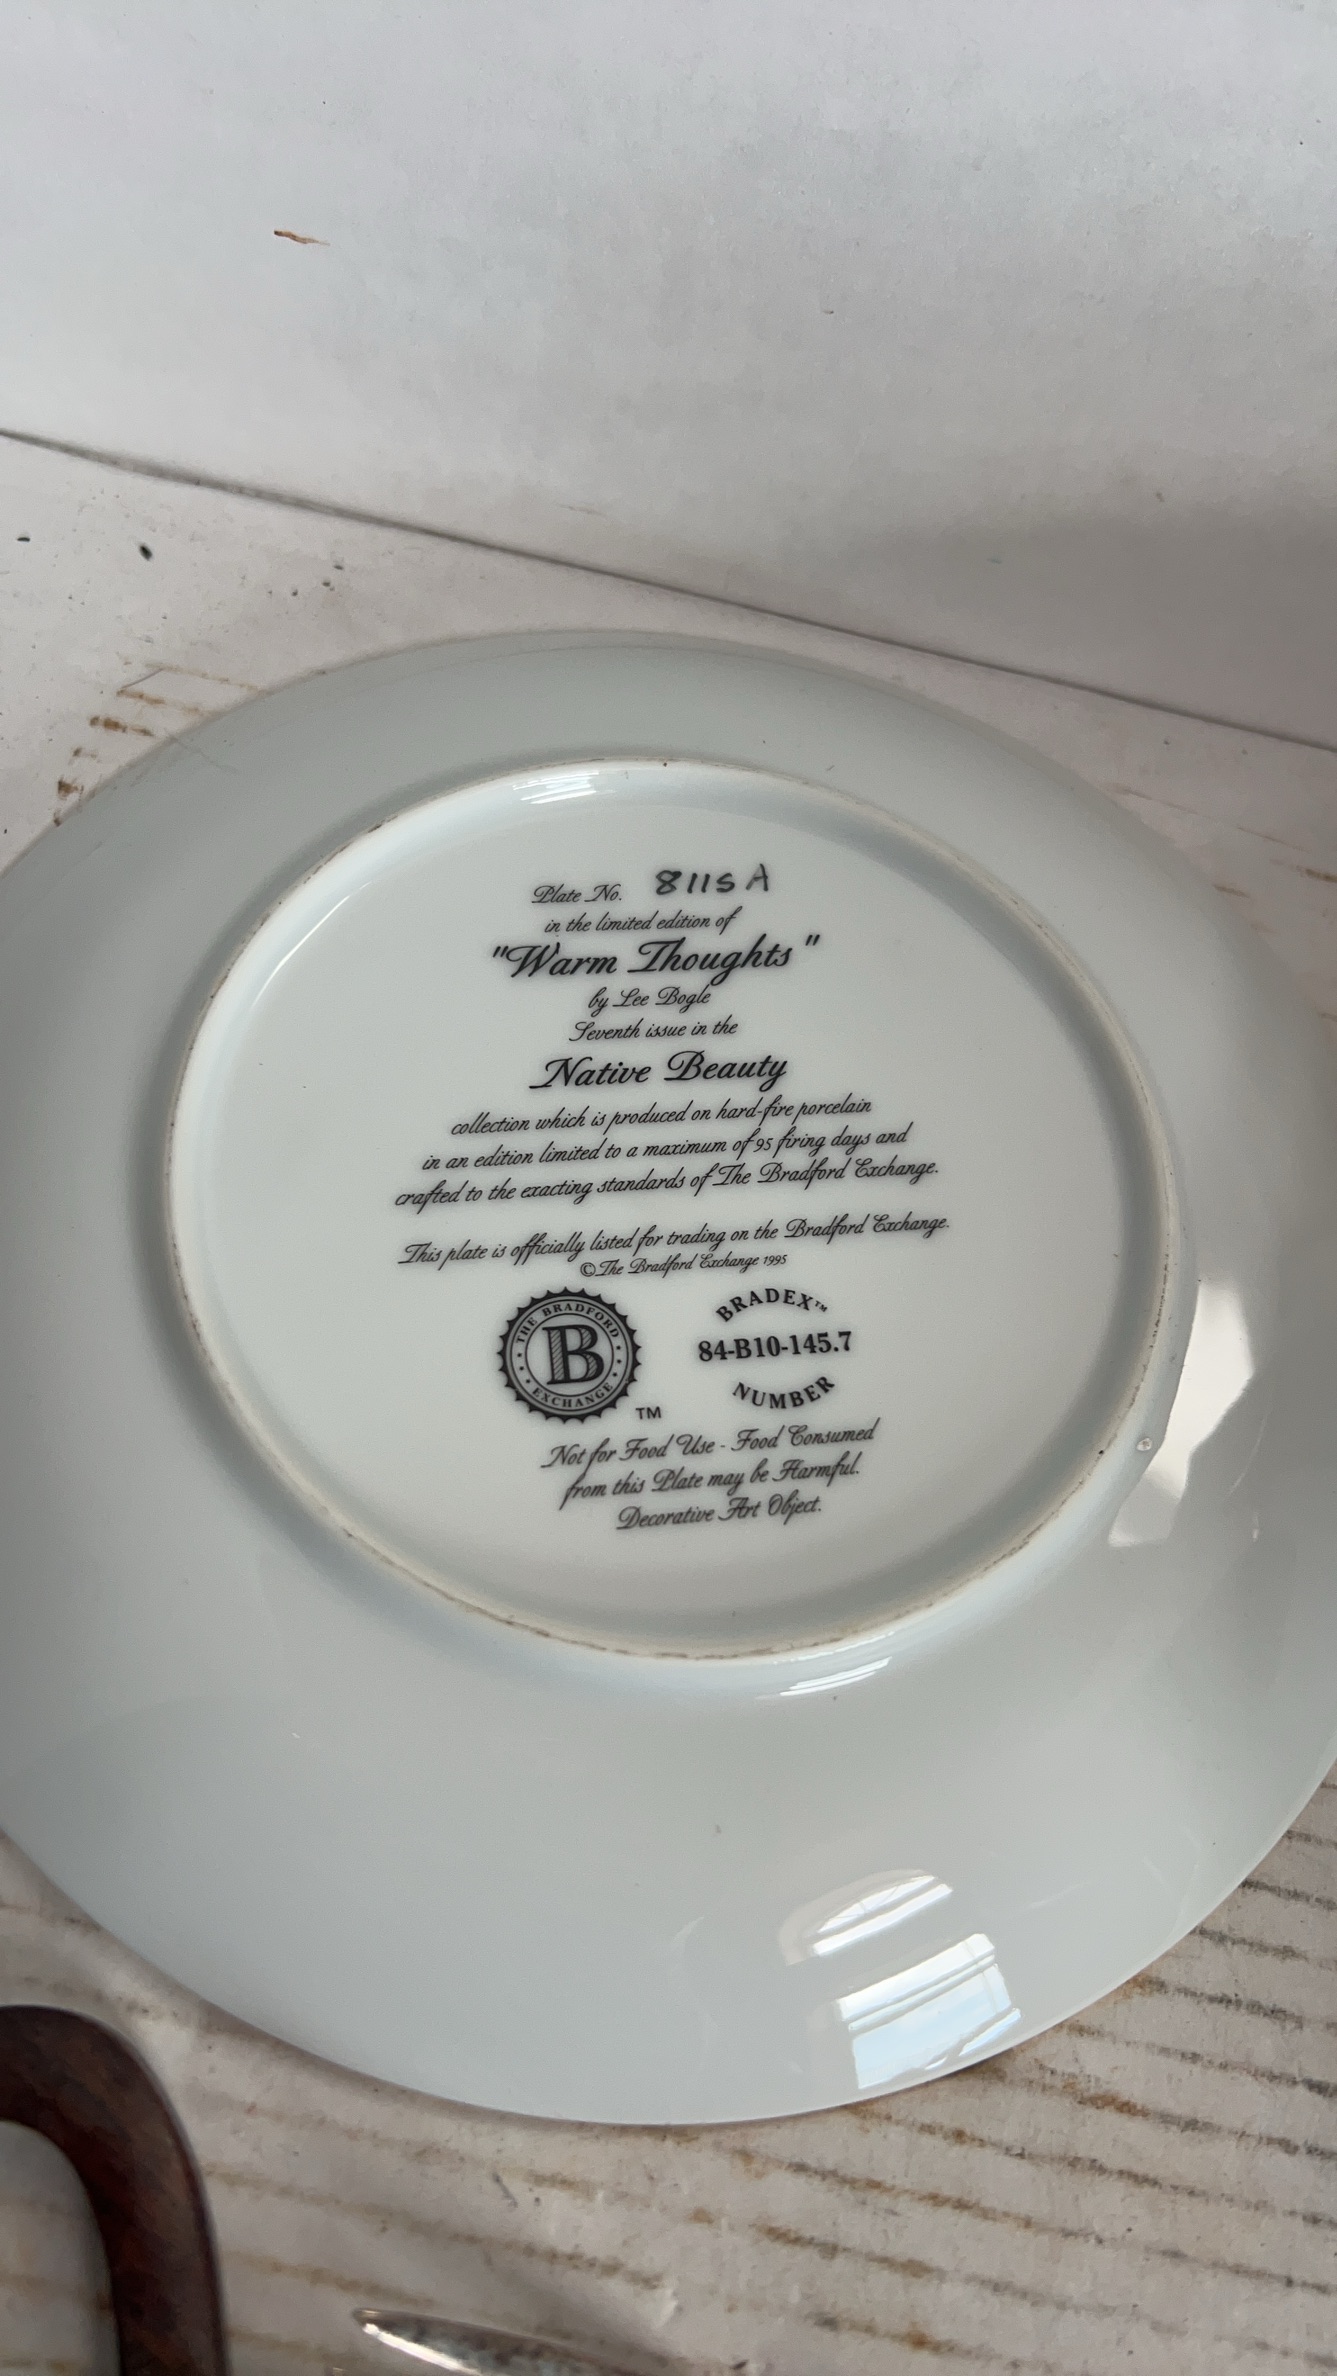 Plate No. 8115A
in the limited edition of
"Warm Thoughts"
by Lee Bogle
Seventh issue in the
Native Beauty
collection which is produced on hard-fire porcelain
in an edition limited to a maximum of 95 firing days and
crafted to the exacting standards of The Bradford Exchange.
This plate is officially listed for trading on the Bradford Exchange.
©The Bradford Exchange 1995
THE BRADFORD
B
EXCHANGE
TM
BRADEX™
84-B10-145.7
NUMBER
Not for Food Use - Food Consumed
from this Plate may be Harmful.
Decorative Art Object.